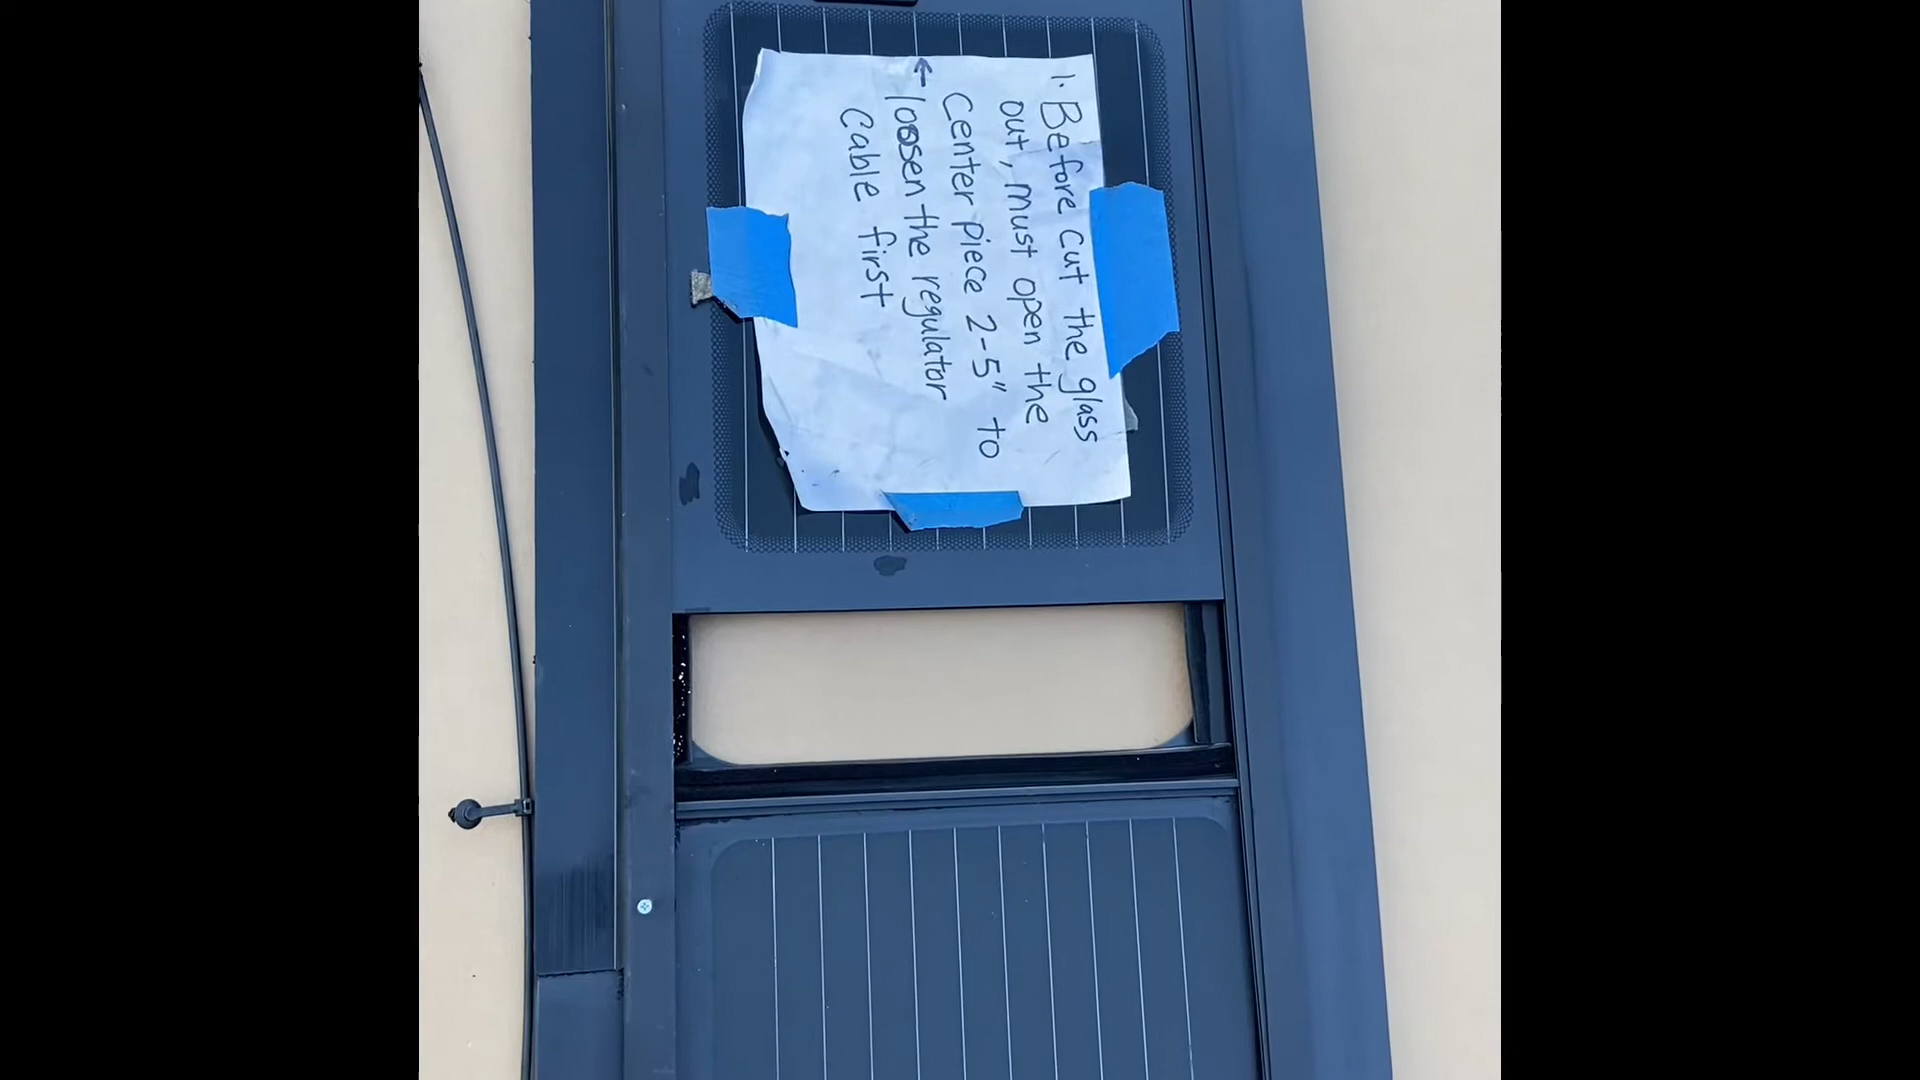 1. Before cut the glass
out, must open the
Center piece 2-5" to
← loosen the regulator
Cable first